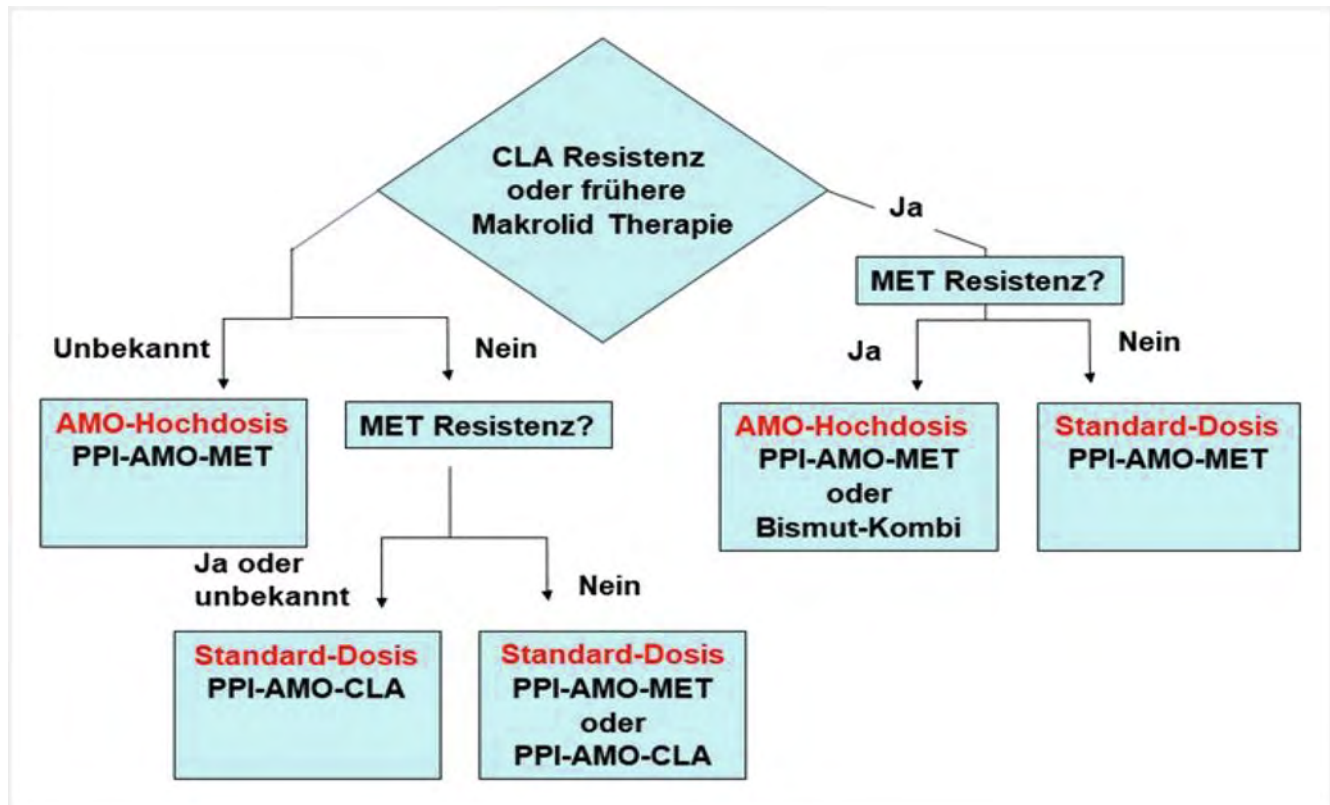 CLA Resistenz
oder frühere
Makrolid Therapie
Ja
MET Resistenz?
Unbekannt
Nein
Ja
Nein
AMO-Hochdosis
PPI-AMO-MET
MET Resistenz?
AMO-Hochdosis
PPI-AMO-MET
oder
Bismut-Kombi
Standard-Dosis
PPI-AMO-MET
Ja oder
unbekannt
Nein
Standard-Dosis
PPI-AMO-CLA
Standard-Dosis
PPI-AMO-MET
oder
PPI-AMO-CLA